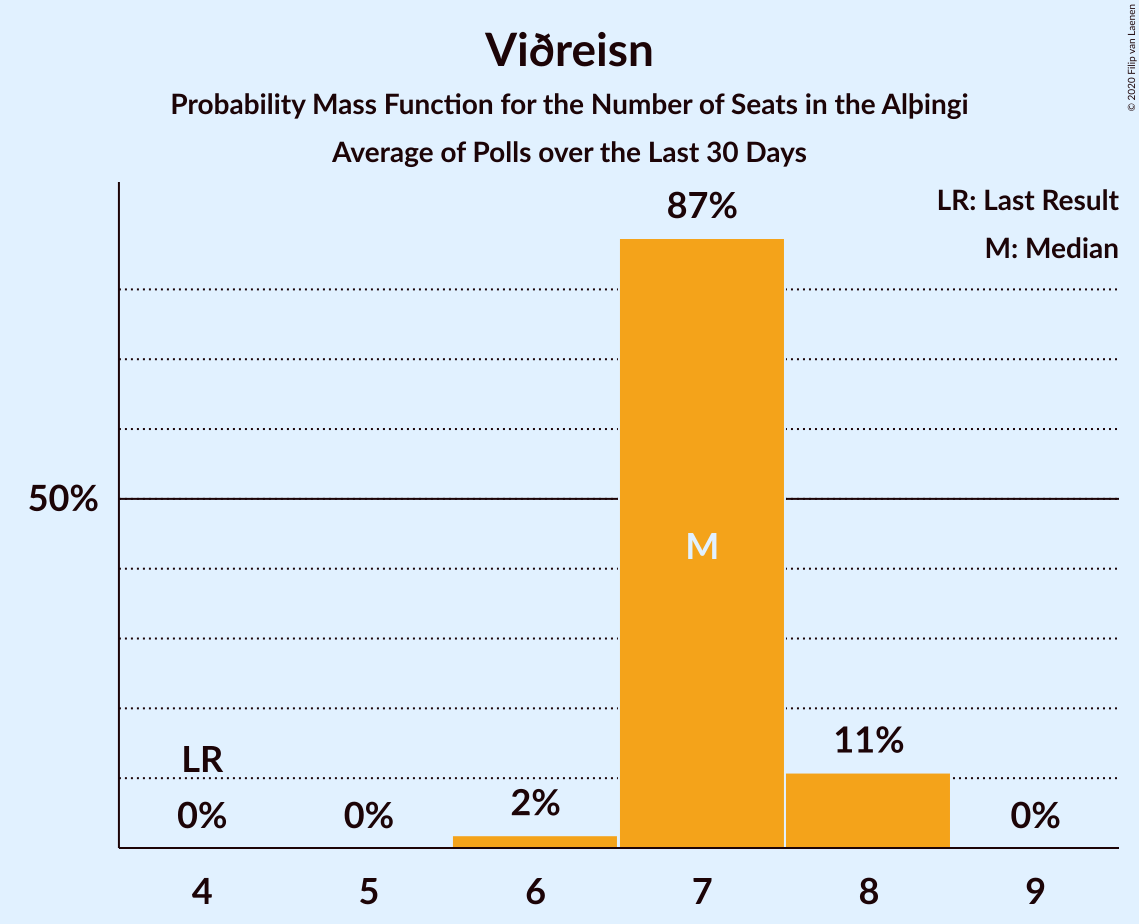 Viðreisn
Probability Mass Function for the Number of Seats in the Alþingi
Average of Polls over the Last 30 Days
© 2020 Filip van Laenen
LR: Last Result
M: Median
87%
50%
M
LR
11%
2%
0%
0%
0%
4
5
6
7
8
9